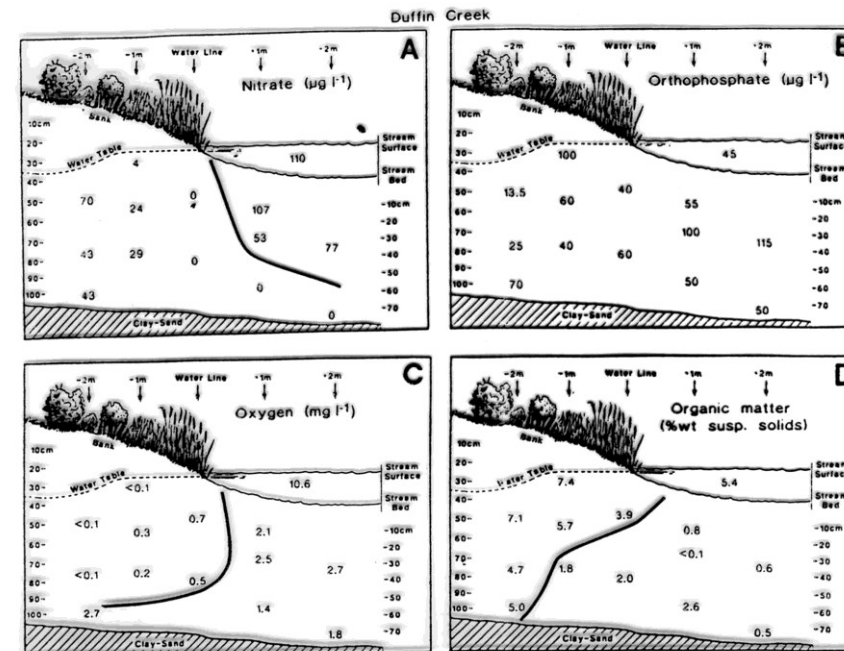 Duffin Creek
A
-2m -1m Water Line +1m +2m
Nitrate (µg l⁻¹)
Bank
Water Table
Stream Surface
Stream Bed
10cm
20-
30-
40-
50-
60-
70-
80-
90-
100-
-10cm
-20
-30
-40
-50
-60
-70
4 110
70 24 0 107
4
53 77
43 29 0
0
43 0
Clay-Sand
B
-2m -1m Water Line +1m +2m
Orthophosphate (µg l⁻¹)
Bank
Water Table
Stream Surface
Stream Bed
10cm
20-
30-
40-
50-
60-
70-
80-
90-
100-
-10cm
-20
-30
-40
-50
-60
-70
100 45
13.5 60 40 55
100
25 40 60 115
70 50
50
Clay-Sand
C
-2m -1m Water Line +1m +2m
Oxygen (mg l⁻¹)
Bank
Water Table
Stream Surface
Stream Bed
10cm
20-
30-
40-
50-
60-
70-
80-
90-
100-
-10cm
-20
-30
-40
-50
-60
-70
<0.1 10.6
<0.1 0.3 0.7 2.1
2.5
<0.1 0.2 0.5 2.7
2.7 1.4
1.8
Clay-Sand
D
-2m -1m Water Line +1m +2m
Organic matter
(%wt susp. solids)
Bank
Water Table
Stream Surface
Stream Bed
10cm
20-
30-
40-
50-
60-
70-
80-
90-
100-
-10cm
-20
-30
-40
-50
-60
-70
7.4 5.4
7.1 5.7 3.9 0.8
<0.1
4.7 1.8 2.0 0.6
5.0 2.6
0.5
Clay-Sand